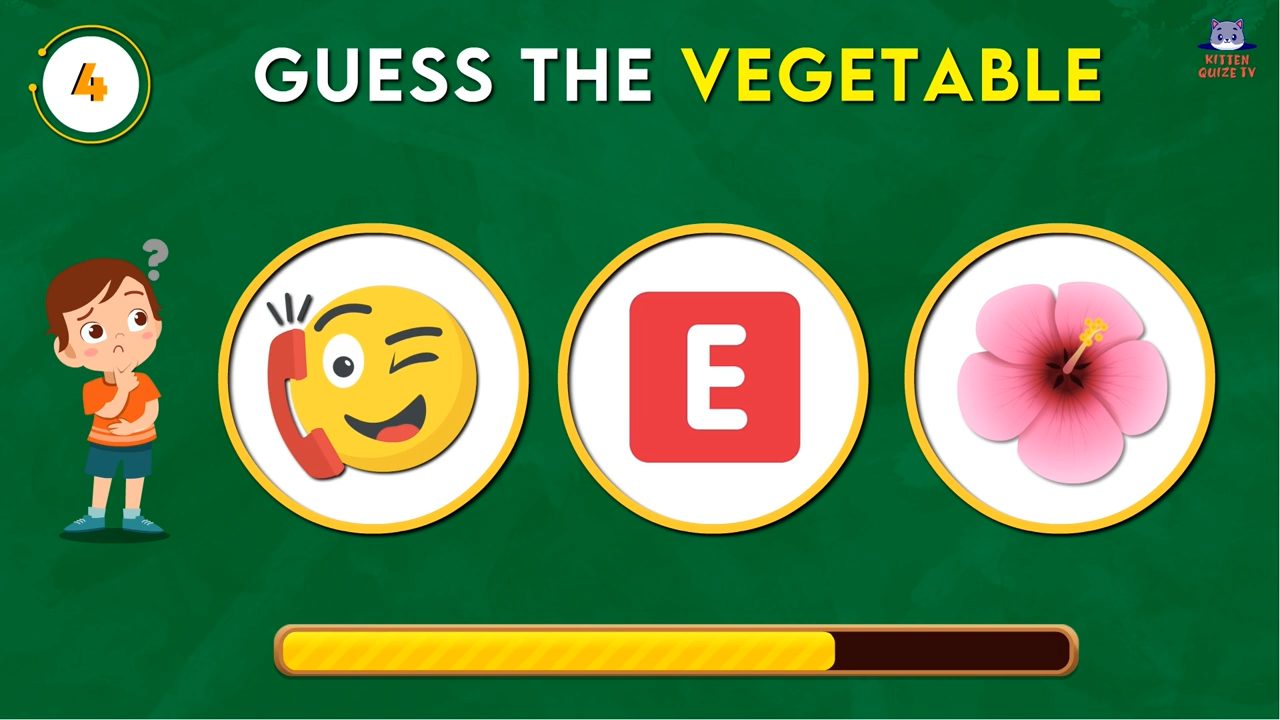 4
GUESS THE VEGETABLE
KITTEN
QUIZE TV
?
E